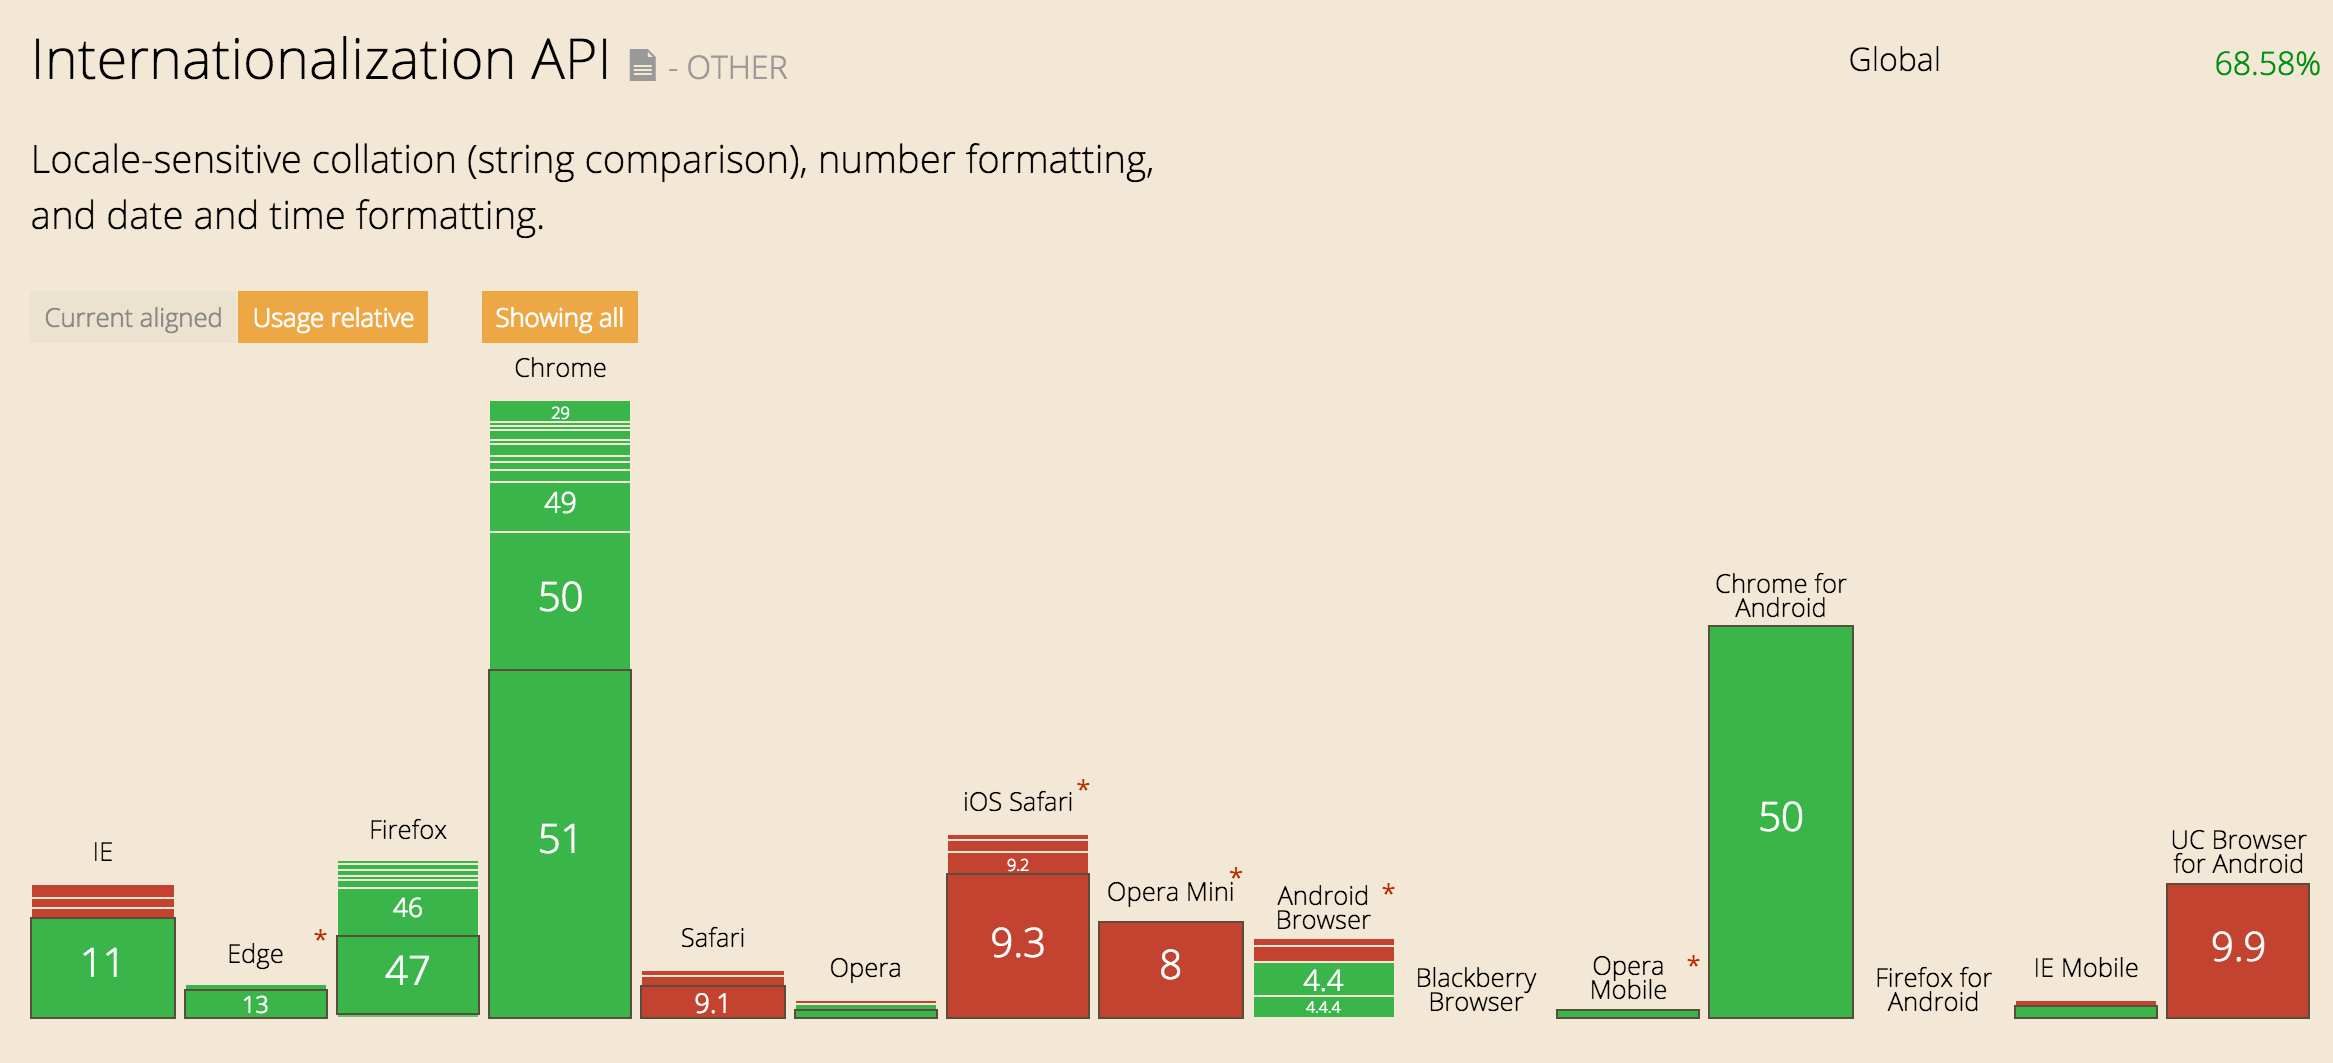 Internationalization API - OTHER
Global 68.58%
Locale-sensitive collation (string comparison), number formatting,
and date and time formatting.
Current aligned Usage relative Showing all
IE
11
Edge *
13
Firefox
46
47
Chrome
29
49
50
51
Safari
9.1
Opera
iOS Safari *
9.2
9.3
Opera Mini *
8
Android *
Browser
4.4
4.4.4
Blackberry
Browser
Opera *
Mobile
Chrome for
Android
50
Firefox for
Android
IE Mobile
UC Browser
for Android
9.9